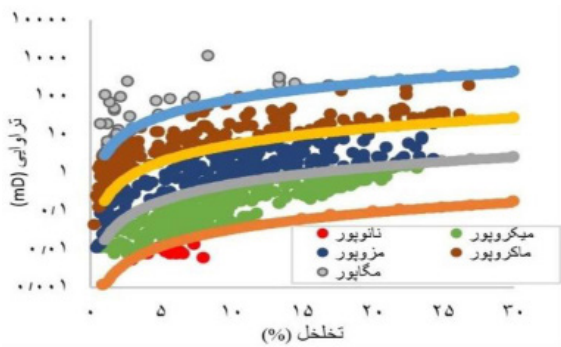 ۱۰۰۰۰
۱۰۰۰
۱۰۰
۱۰
۱
۰/۱
۰/۰۱
۰/۰۰۱
تراوایی (mD)
نانوپور
میکروپور
مزوپور
ماکروپور
مگاپور
۰ ۵ ۱۰ ۱۵ ۲۰ ۲۵ ۳۰
تخلخل (%)